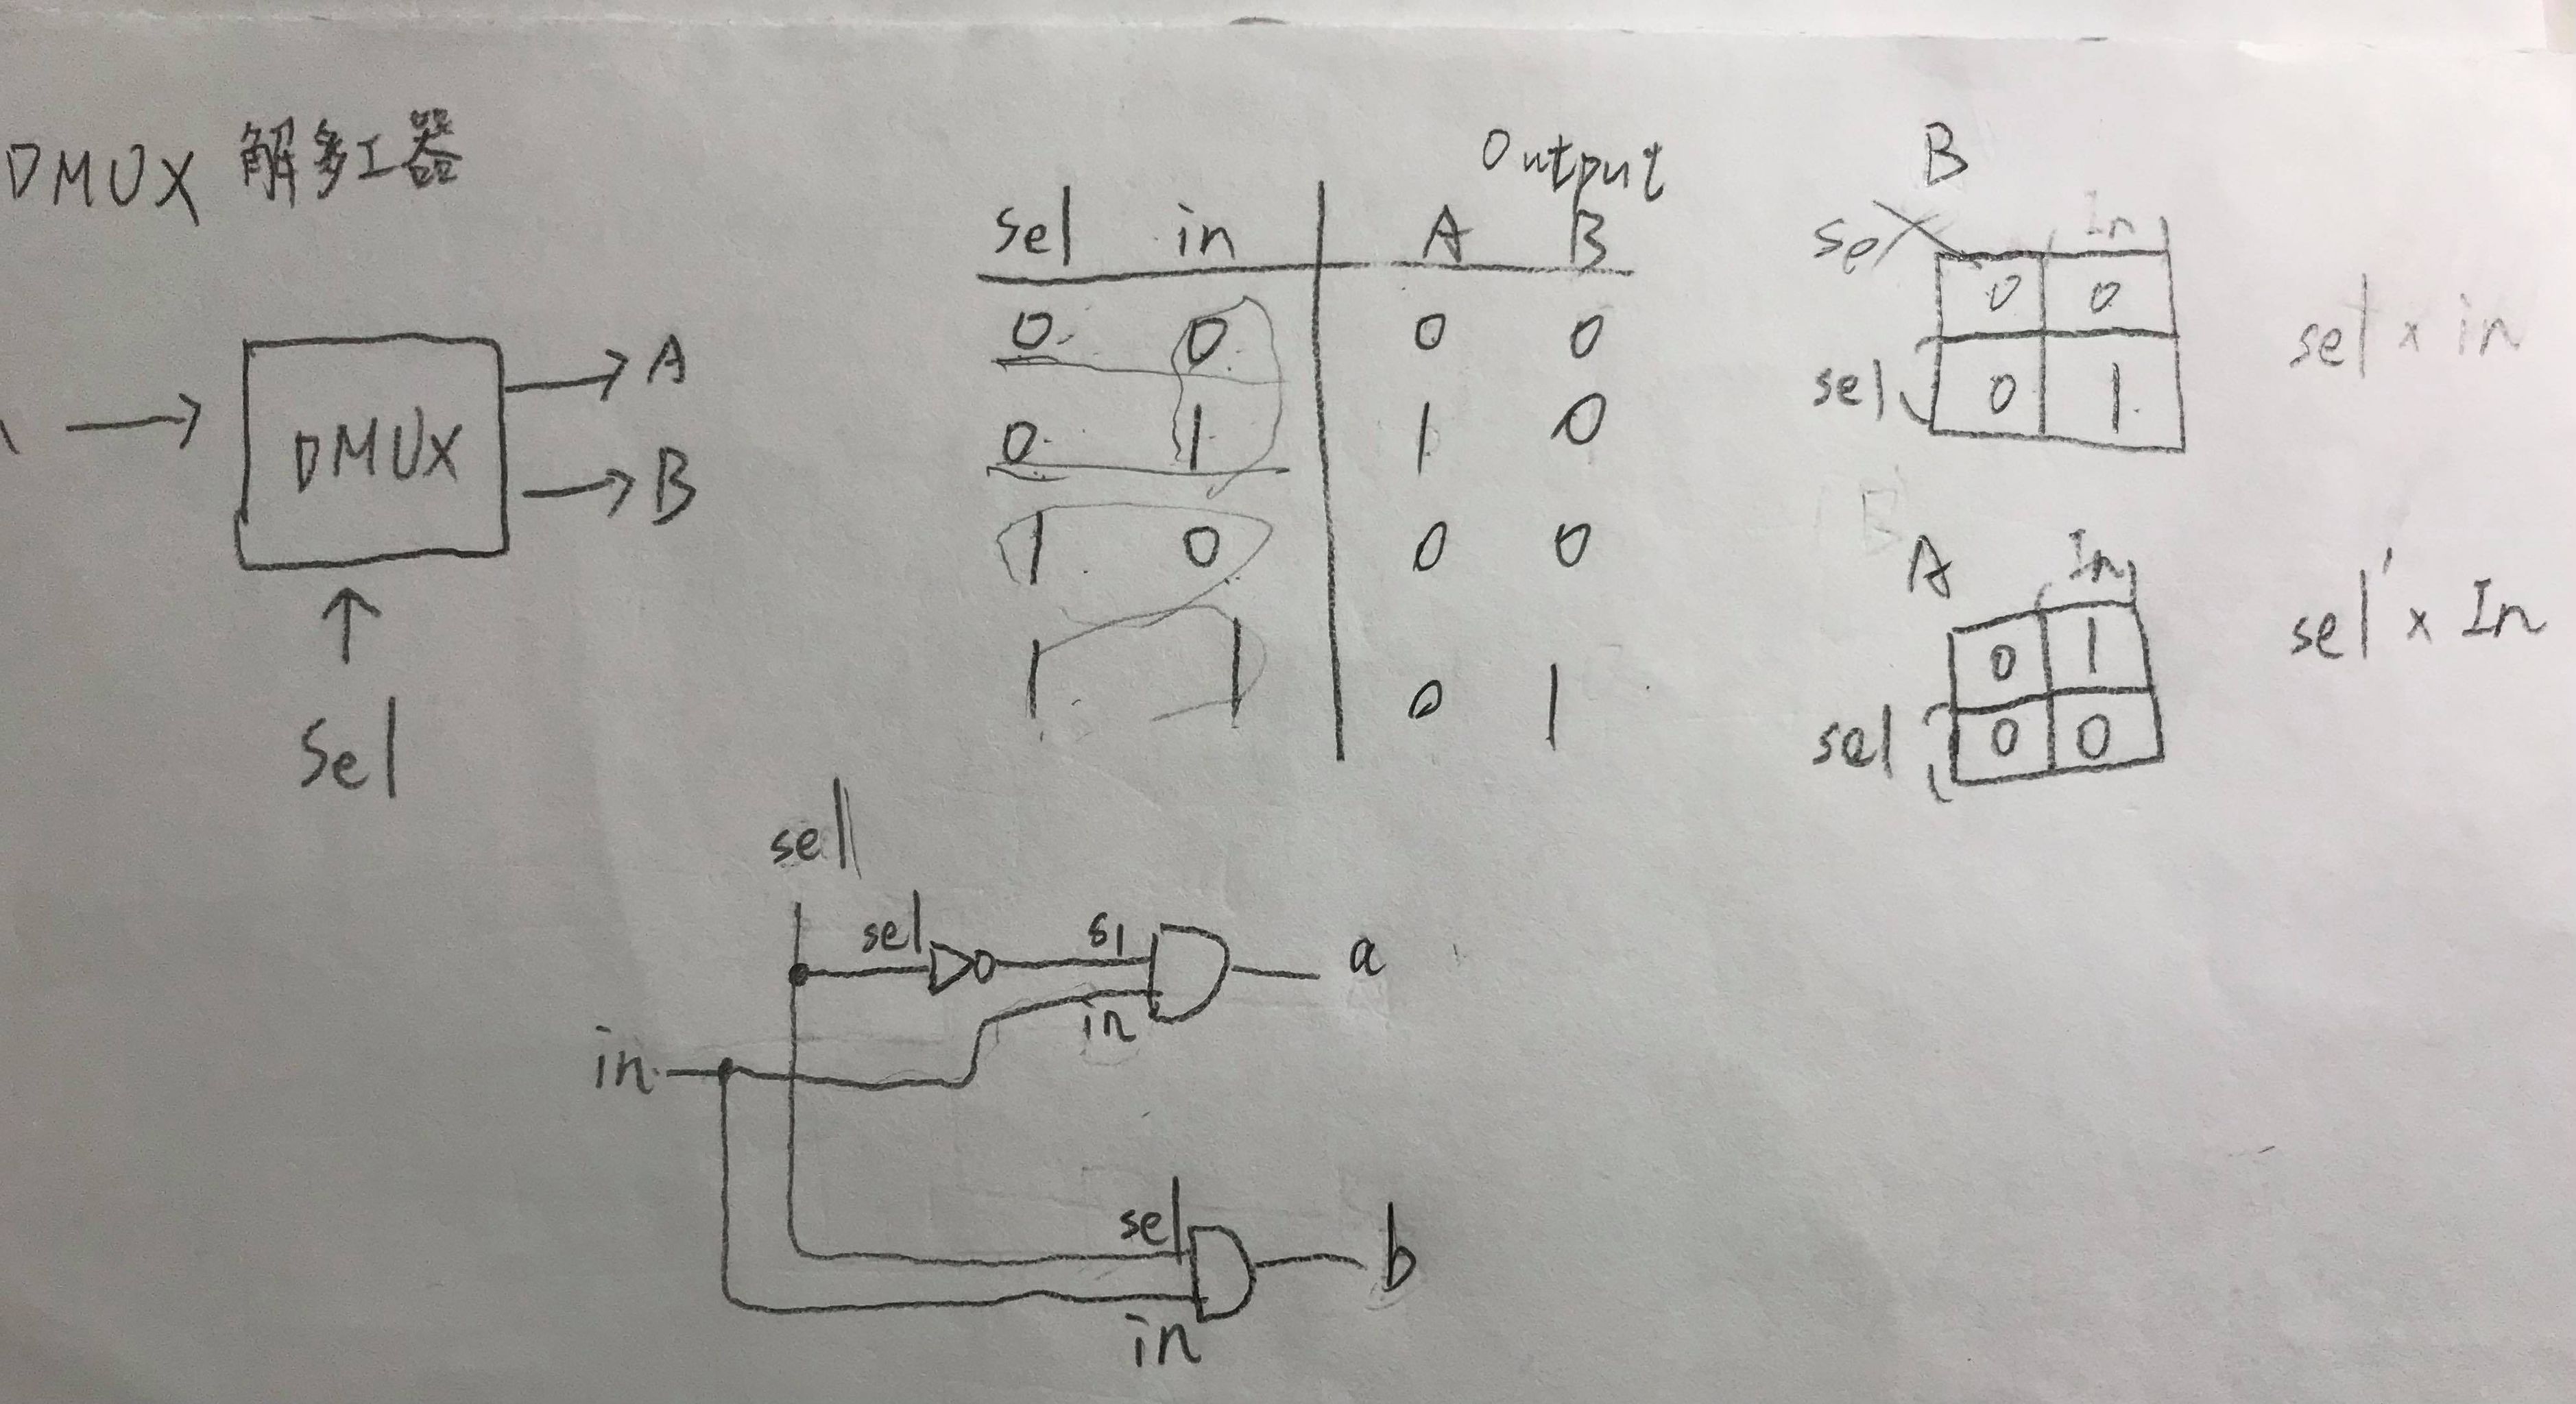 DMUX 解多工器
DMUX
A
B
Sel
Output
sel in A B
0 0 0 0
0 1 1 0
1 0 0 0
1 1 0 1
B
sel In
0 0
sel 0 1
sel x in
A
In
0 1
sel 0 0
sel' x In
sel
sel s1 a
in
in
sel b
in